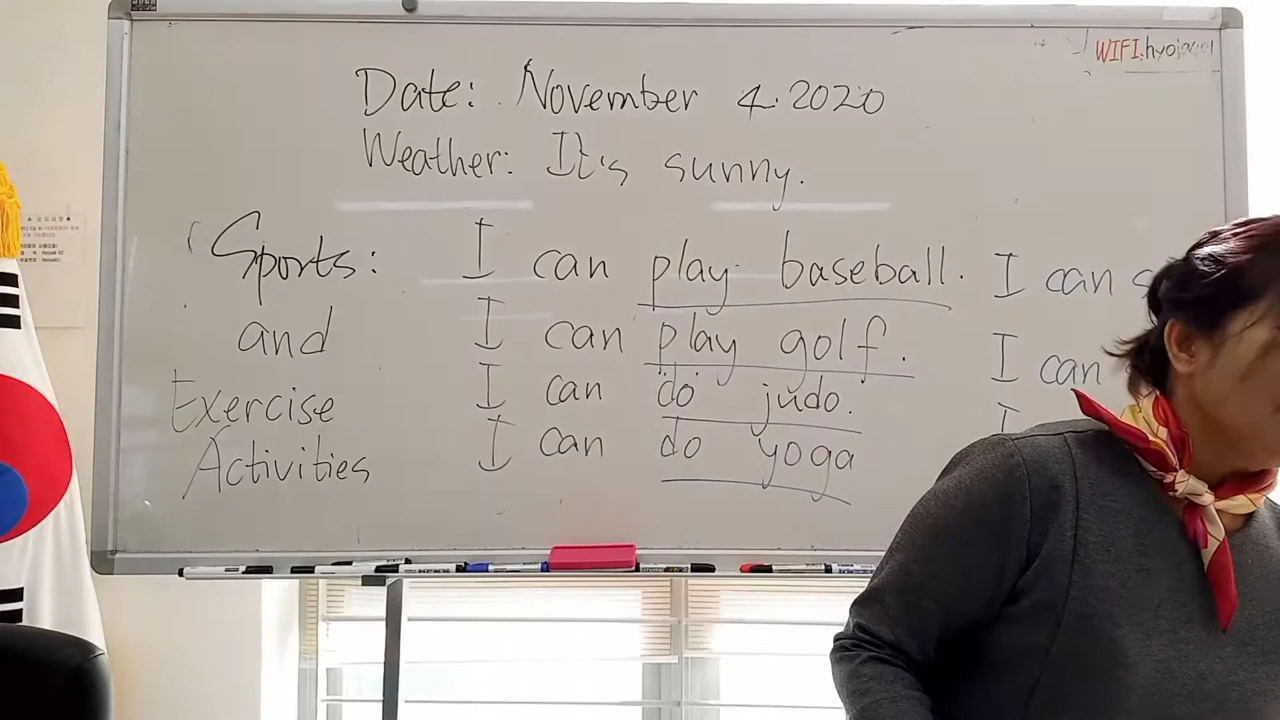 WIFI:
Date: November 4. 2020
Weather: It's sunny.
Sports:
and
Exercise
Activities
I can play baseball.
I can play golf.
I can do judo.
I can do yoga
I can s
I can
I